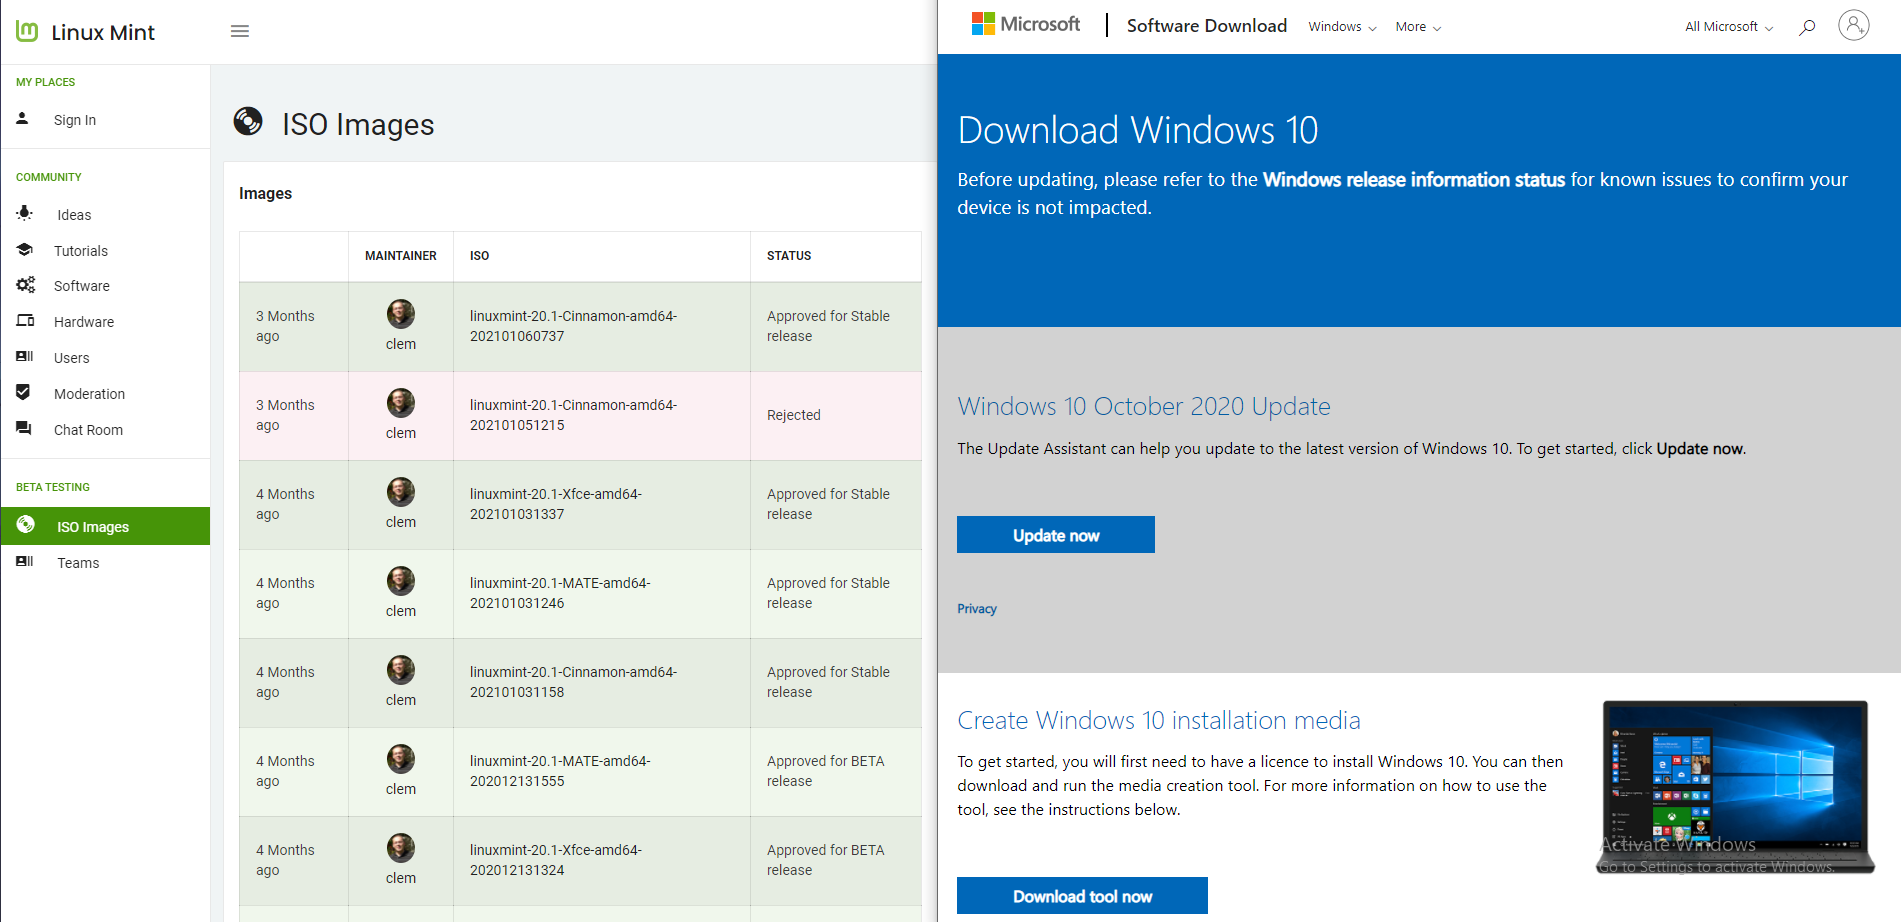 Linux Mint
MY PLACES
Sign In
COMMUNITY
Ideas
Tutorials
Software
Hardware
Users
Moderation
Chat Room
BETA TESTING
ISO Images
Teams
ISO Images
Images
MAINTAINER ISO STATUS
3 Months ago clem linuxmint-20.1-Cinnamon-amd64-202101060737 Approved for Stable release
3 Months ago clem linuxmint-20.1-Cinnamon-amd64-202101051215 Rejected
4 Months ago clem linuxmint-20.1-Xfce-amd64-202101031337 Approved for Stable release
4 Months ago clem linuxmint-20.1-MATE-amd64-202101031246 Approved for Stable release
4 Months ago clem linuxmint-20.1-Cinnamon-amd64-202101031158 Approved for Stable release
4 Months ago clem linuxmint-20.1-MATE-amd64-202012131555 Approved for BETA release
4 Months ago clem linuxmint-20.1-Xfce-amd64-202012131324 Approved for BETA release
Microsoft Software Download Windows More All Microsoft
Download Windows 10
Before updating, please refer to the Windows release information status for known issues to confirm your
device is not impacted.
Windows 10 October 2020 Update
The Update Assistant can help you update to the latest version of Windows 10. To get started, click Update now.
Update now
Privacy
Create Windows 10 installation media
To get started, you will first need to have a licence to install Windows 10. You can then
download and run the media creation tool. For more information on how to use the
tool, see the instructions below.
Download tool now
Activate Windows
Go to Settings to activate Windows.